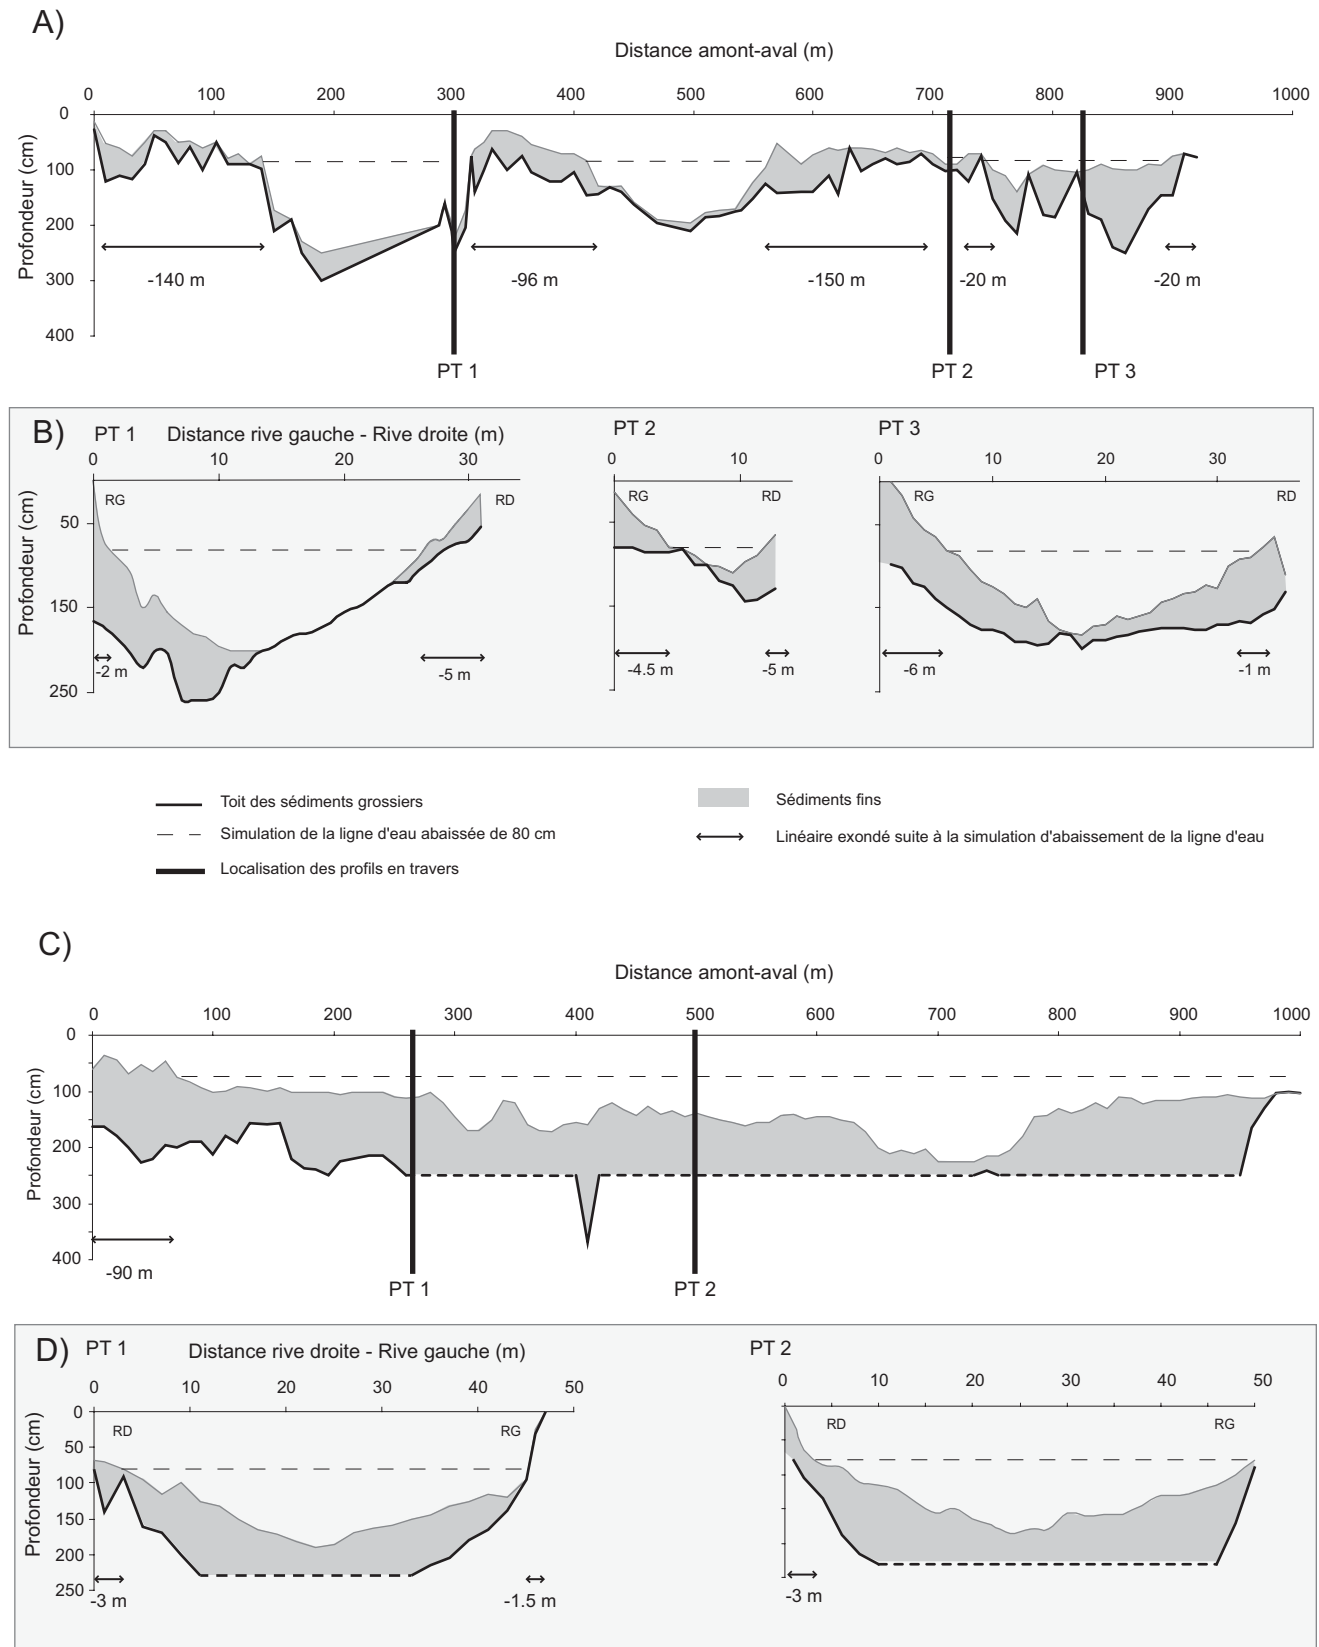 A)
Distance amont-aval (m)
0 100 200 300 400 500 600 700 800 900 1000
Profondeur (cm)
0
100
200
300
400
-140 m -96 m -150 m -20 m -20 m
PT 1 PT 2 PT 3
B) PT 1 Distance rive gauche - Rive droite (m) PT 2 PT 3
0 10 20 30 0 10 0 10 20 30
RG RD RG RD RG RD
Profondeur (cm)
50
150
250
-2 m -5 m -4.5 m -5 m -6 m -1 m
Toit des sédiments grossiers
Simulation de la ligne d'eau abaissée de 80 cm
Localisation des profils en travers
Sédiments fins
Linéaire exondé suite à la simulation d'abaissement de la ligne d'eau
C)
Distance amont-aval (m)
0 100 200 300 400 500 600 700 800 900 1000
Profondeur (cm)
0
100
200
300
400
-90 m
PT 1 PT 2
D) PT 1 Distance rive droite - Rive gauche (m) PT 2
0 10 20 30 40 50 0 10 20 30 40 50
RD RG RD RG
Profondeur (cm)
0
50
100
150
200
250
-3 m -1.5 m -3 m